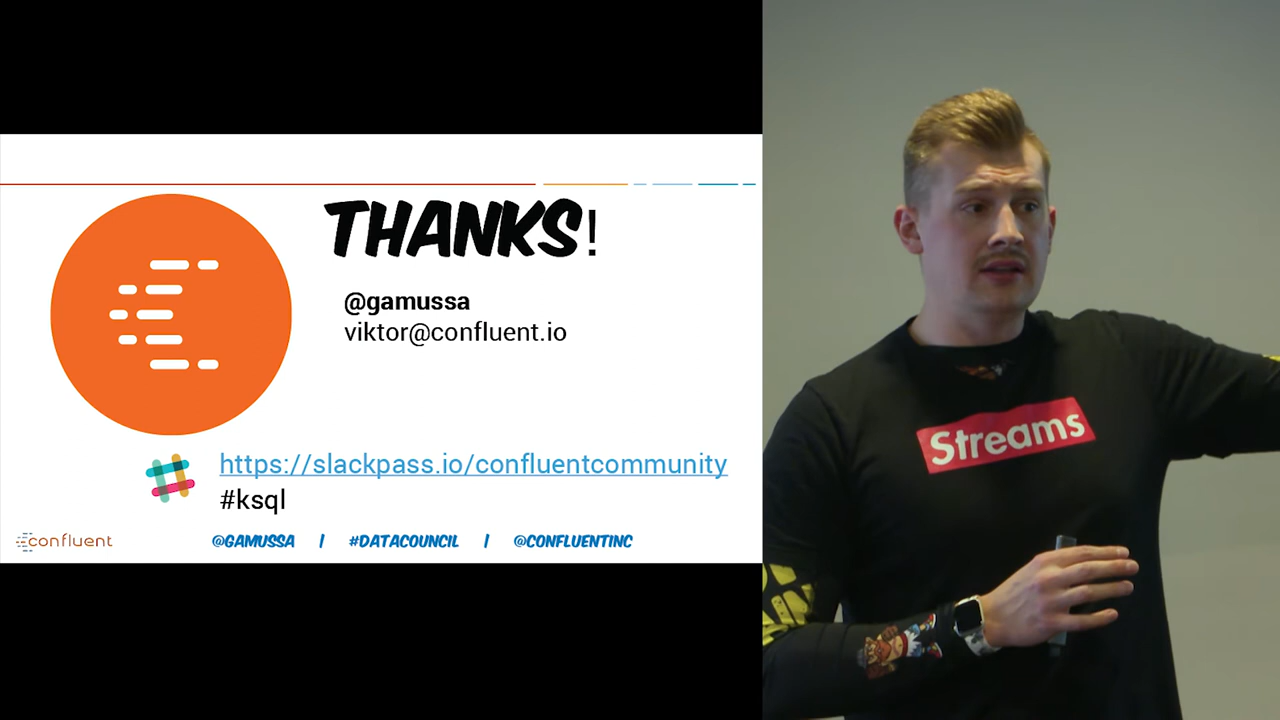 THANKS!
@gamussa
viktor@confluent.io
https://slackpass.io/confluentcommunity
#ksql
confluent
@GAMUSSA | #DATACOUNCIL | @CONFLUENTINC
Streams